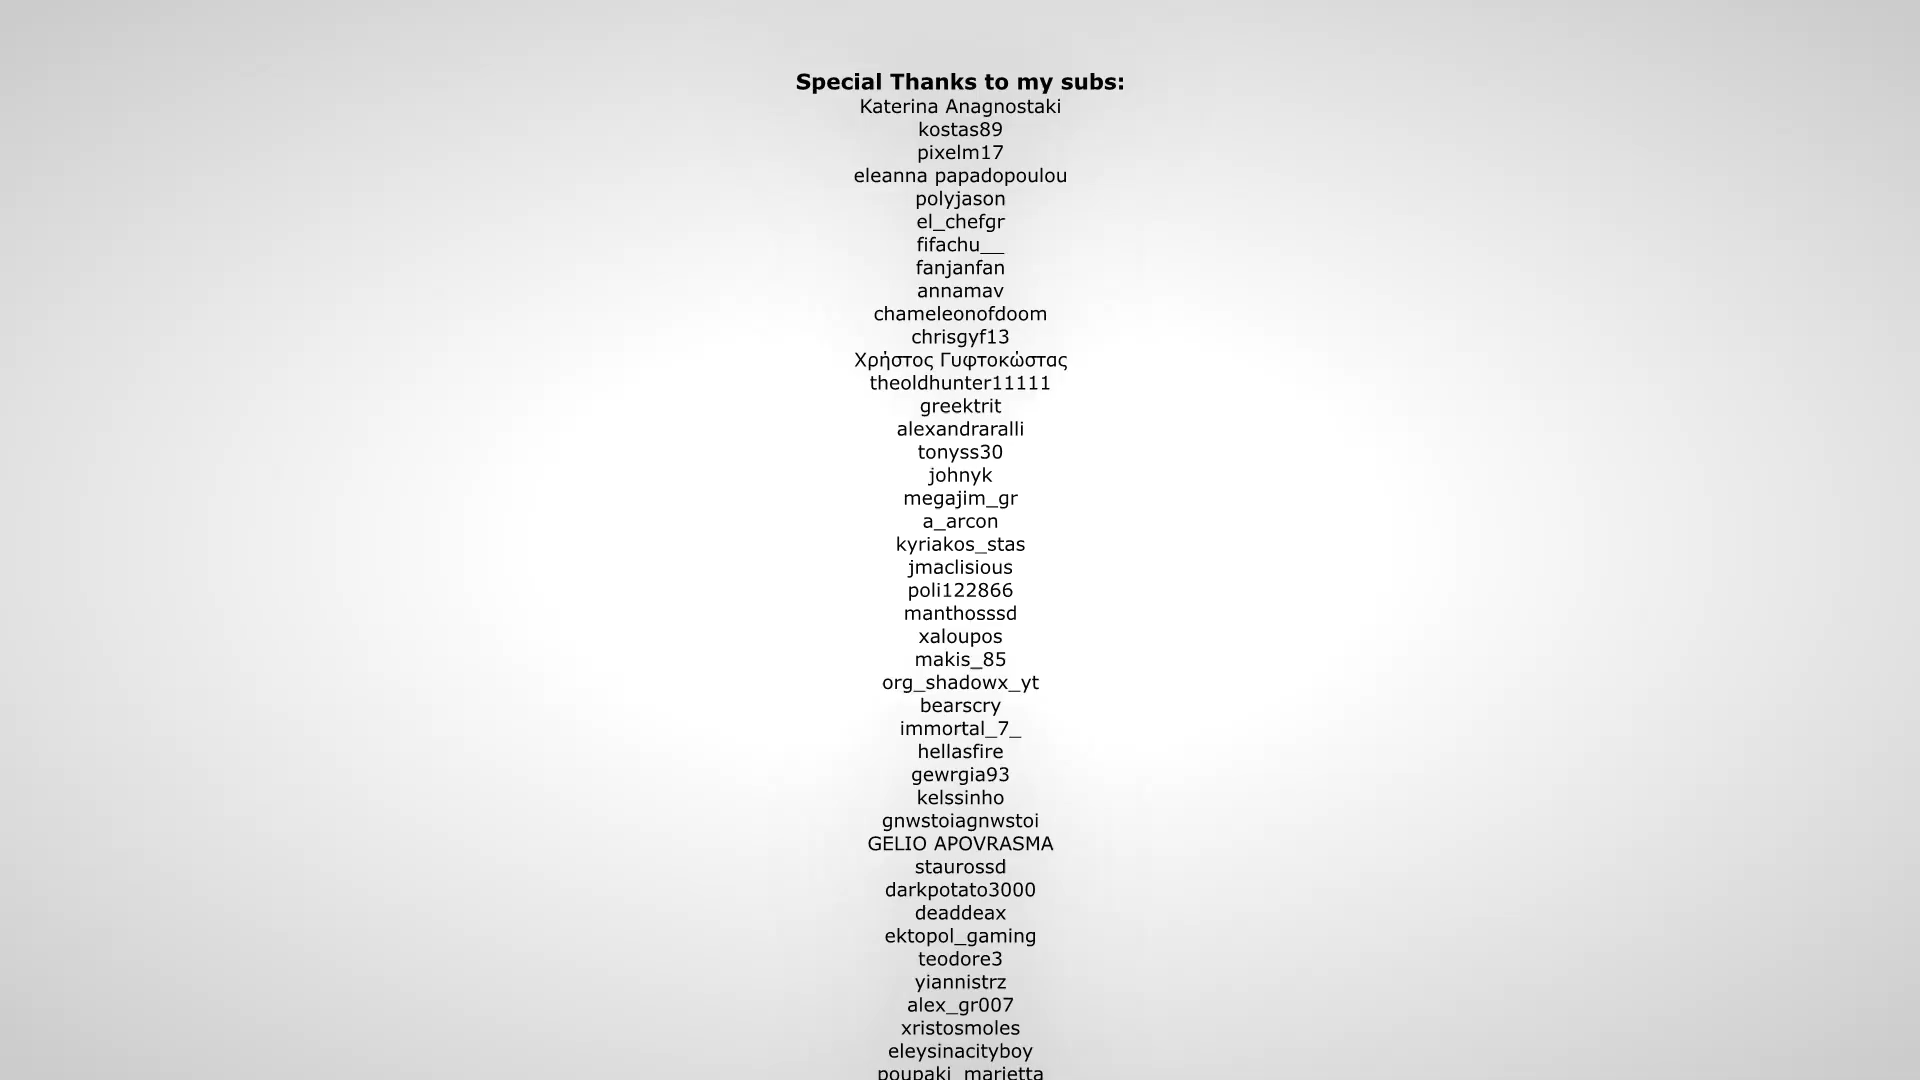 Special Thanks to my subs:
Katerina Anagnostaki
kostas89
pixelm17
eleanna papadopoulou
polyjason
el_chefgr
fifachu__
fanjanfan
annamav
chameleonofdoom
chrisgyf13
Χρήστος Γυφτοκώστας
theoldhunter11111
greektrit
alexandraralli
tonyss30
johnyk
megajim_gr
a_arcon
kyriakos_stas
jmaclisious
poli122866
manthosssd
xaloupos
makis_85
org_shadowx_yt
bearscry
immortal_7_
hellasfire
gewrgia93
kelssinho
gnwstoiagnwstoi
GELIO APOVRASMA
staurossd
darkpotato3000
deaddeax
ektopol_gaming
teodore3
yiannistrz
alex_gr007
xristosmoles
eleysinacityboy
poupaki_marietta